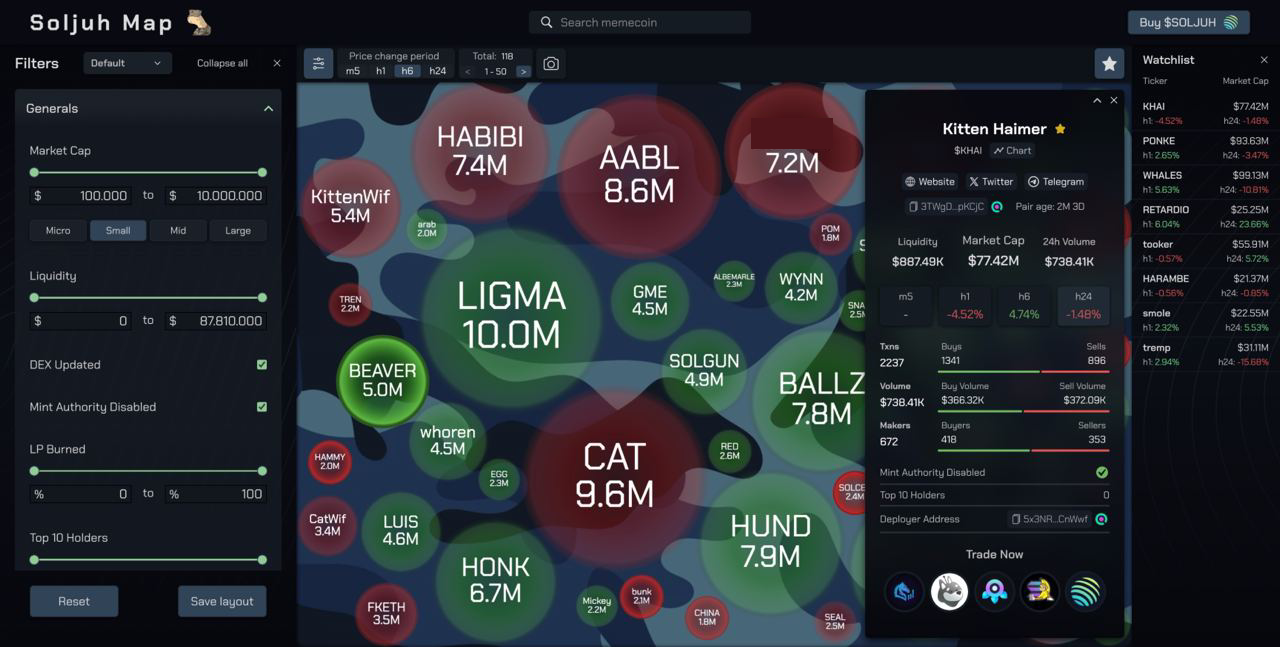 Soljuh Map
Search memecoin
Buy $SOLJUH
Filters
Default
Collapse all
Generals
Market Cap
$ 100.000 to $ 10.000.000
Micro Small Mid Large
Liquidity
$ 0 to $ 87.810.000
DEX Updated
Mint Authority Disabled
LP Burned
% 0 to % 100
Top 10 Holders
Reset
Save layout
Price change period
m5 h1 h6 h24
Total: 118
< 1 - 50 >
HABIBI
7.4M
AABL
8.6M
7.2M
KittenWif
5.4M
arab
2.0M
POM
1.8M
TREN
2.2M
LIGMA
10.0M
GME
4.5M
ALBEMARLE
2.3M
WYNN
4.2M
SNA
2.5M
BEAVER
5.0M
SOLGUN
4.9M
BALLZ
7.8M
whoren
4.5M
HAMMY
2.0M
EGG
2.3M
CAT
9.6M
RED
2.6M
SOLCE
2.4M
CatWif
3.4M
LUIS
4.6M
HUND
7.9M
HONK
6.7M
FKETH
3.5M
Mickey
2.2M
bunk
2.1M
CHINA
1.8M
SEAL
2.5M
Kitten Haimer
$KHAI Chart
Website Twitter Telegram
3TWgD...pKCjC Pair age: 2M 3D
Liquidity Market Cap 24h Volume
$887.49K $77.42M $738.41K
m5 h1 h6 h24
- -4.52% 4.74% -1.48%
Txns Buys Sells
2237 1341 896
Volume Buy Volume Sell Volume
$738.41K $366.32K $372.09K
Makers Buyers Sellers
672 418 353
Mint Authority Disabled
Top 10 Holders 0
Deployer Address 5x3NR...CnWwf
Trade Now
Watchlist
Ticker Market Cap
KHAI $77.42M
h1: -4.52% h24: -1.48%
PONKE $93.63M
h1: 2.65% h24: -3.47%
WHALES $99.13M
h1: 5.63% h24: -10.81%
RETARDIO $25.25M
h1: 6.04% h24: 23.66%
tooker $55.91M
h1: -0.57% h24: 5.72%
HARAMBE $21.37M
h1: -0.56% h24: -0.85%
smole $22.55M
h1: 2.32% h24: 5.53%
tremp $31.11M
h1: 2.94% h24: -15.68%